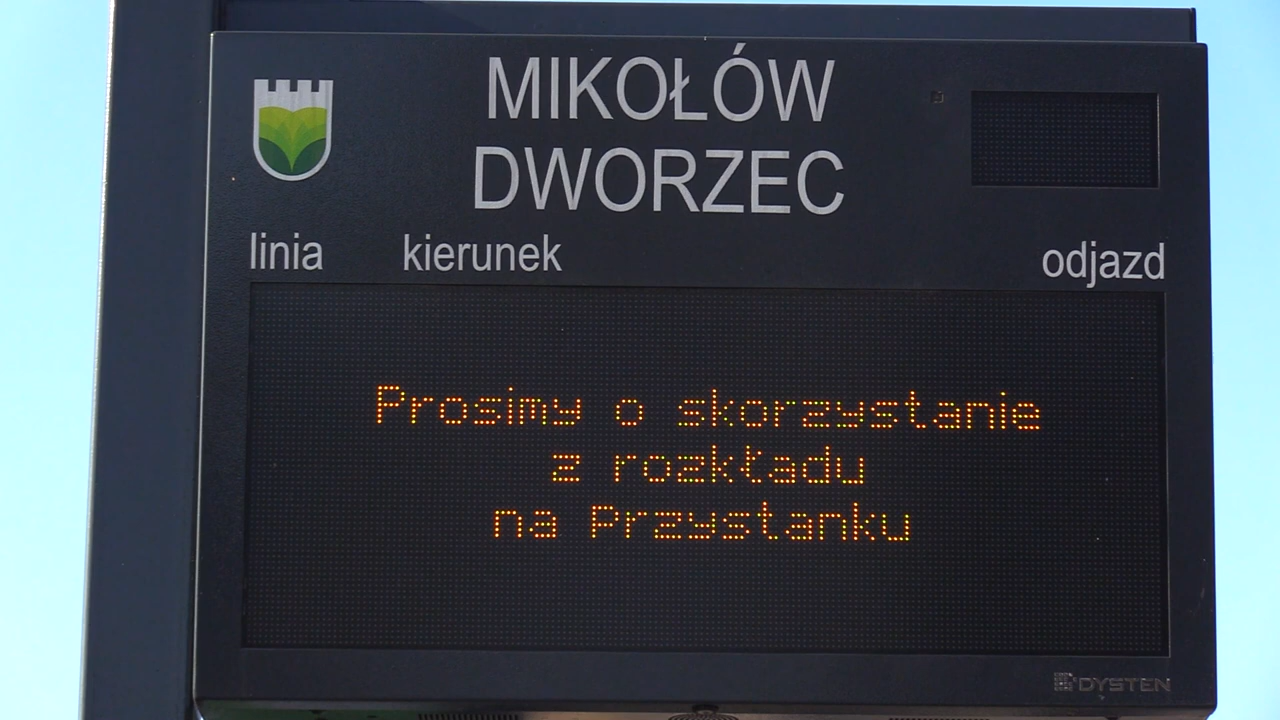 MIKOŁÓW
DWORZEC
linia kierunek odjazd
Prosimy o skorzystanie
z rozkładu
na Przystanku
DYSTEN